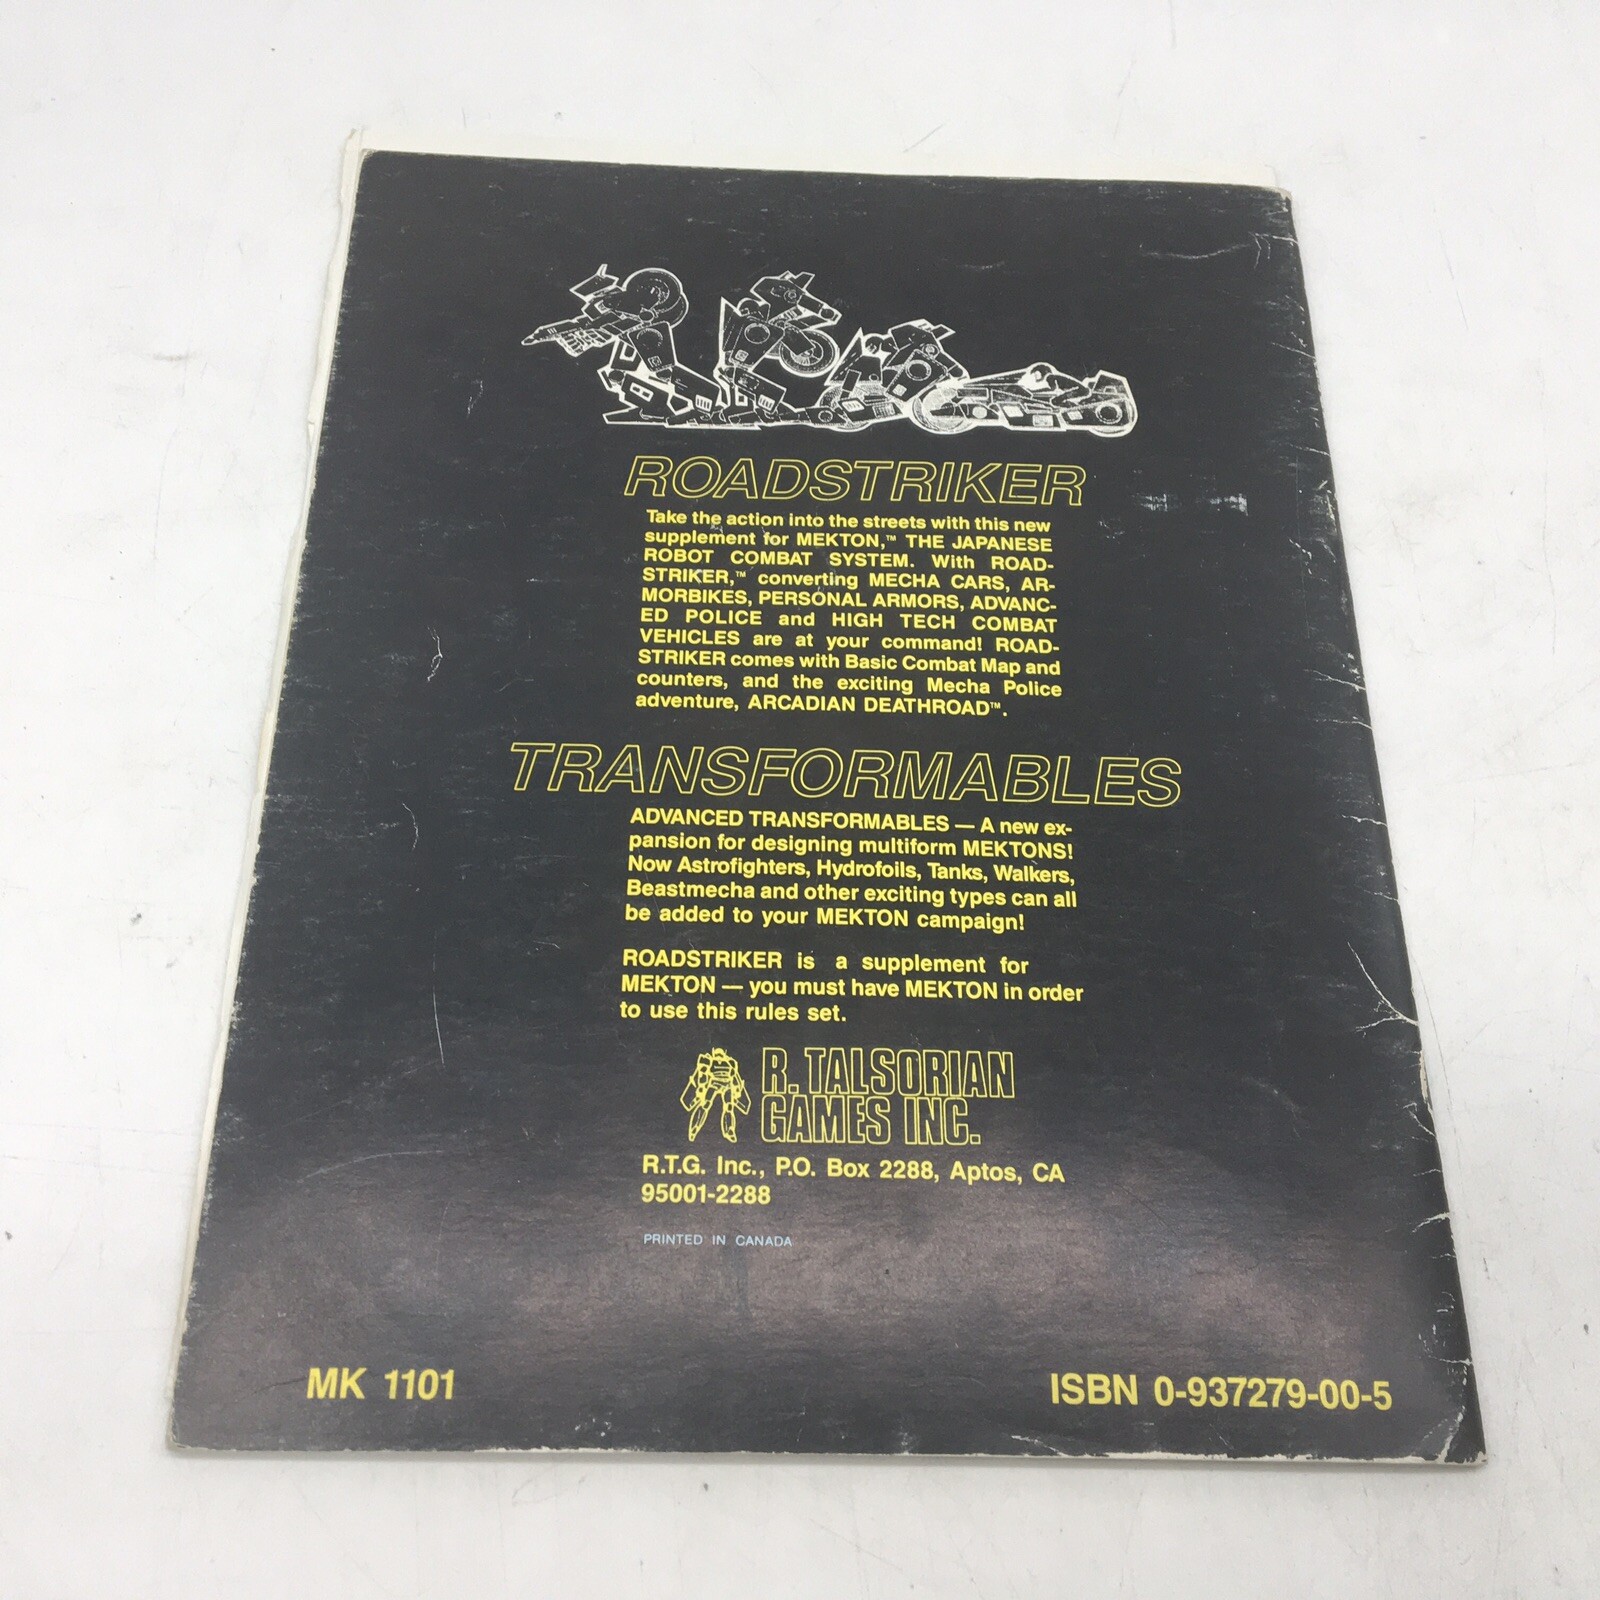 ROADSTRIKER
Take the action into the streets with this new
supplement for MEKTON,™ THE JAPANESE
ROBOT COMBAT SYSTEM. With ROAD-
STRIKER,™ converting MECHA CARS, AR-
MORBIKES, PERSONAL ARMORS, ADVANC-
ED POLICE and HIGH TECH COMBAT
VEHICLES are at your command! ROAD-
STRIKER comes with Basic Combat Map and
counters, and the exciting Mecha Police
adventure, ARCADIAN DEATHROAD™.
TRANSFORMABLES
ADVANCED TRANSFORMABLES — A new ex-
pansion for designing multiform MEKTONS!
Now Astrofighters, Hydrofoils, Tanks, Walkers,
Beastmecha and other exciting types can all
be added to your MEKTON campaign!
ROADSTRIKER is a supplement for
MEKTON — you must have MEKTON in order
to use this rules set.
R. TALSORIAN
GAMES INC.
R.T.G. Inc., P.O. Box 2288, Aptos, CA
95001-2288
PRINTED IN CANADA
MK 1101
ISBN 0-937279-00-5